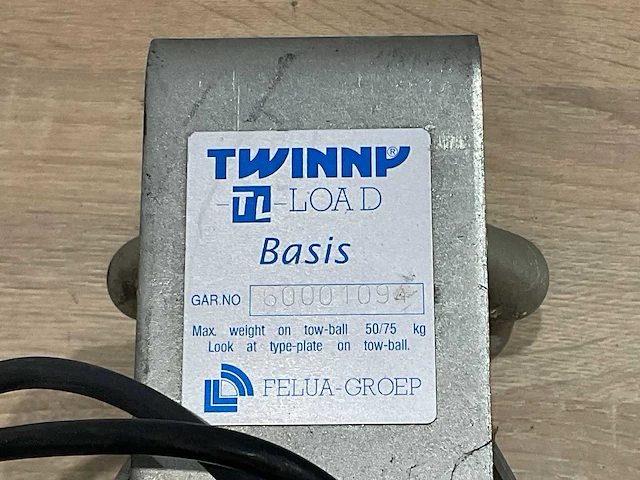 TWINNY®
-TL-LOAD
Basis
GAR.NO 60001094
Max. weight on tow-ball 50/75 kg
Look at type-plate on tow-ball.
FELUA-GROEP